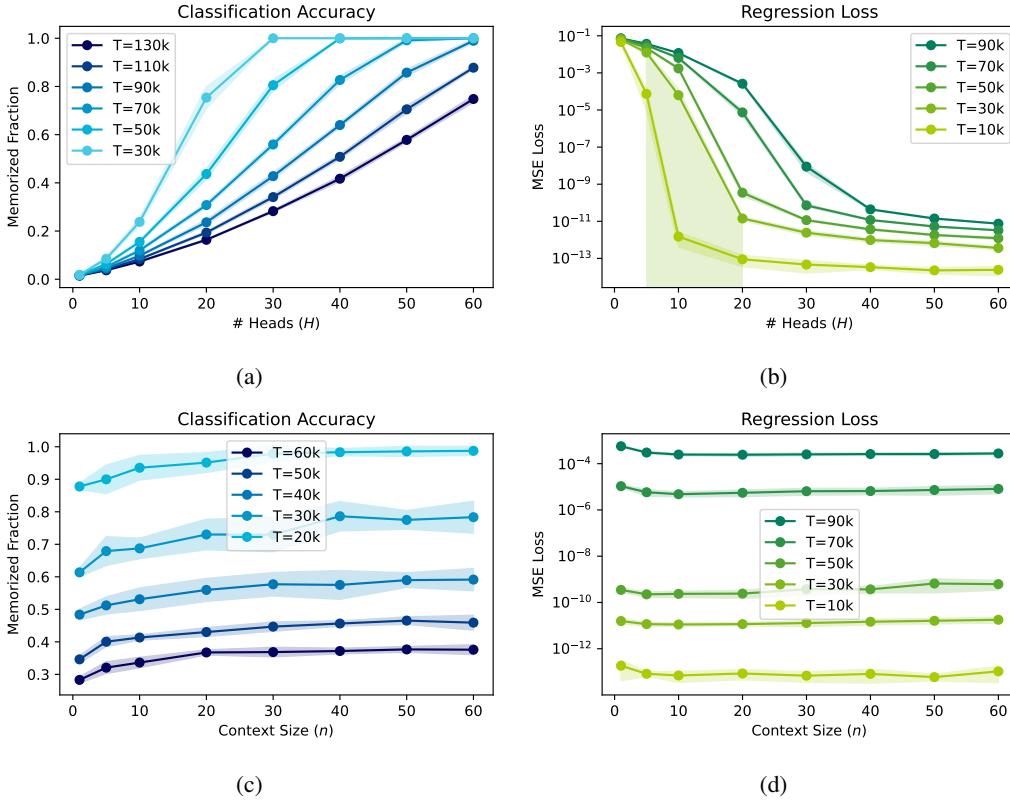 Classification Accuracy
Memorized Fraction
1.0
0.8
0.6
0.4
0.2
0.0
T=130k
T=110k
T=90k
T=70k
T=50k
T=30k
0 10 20 30 40 50 60
# Heads (H)
(a)
Regression Loss
MSE Loss
10⁻¹
10⁻³
10⁻⁵
10⁻⁷
10⁻⁹
10⁻¹¹
10⁻¹³
T=90k
T=70k
T=50k
T=30k
T=10k
0 10 20 30 40 50 60
# Heads (H)
(b)
Classification Accuracy
Memorized Fraction
1.0
0.9
0.8
0.7
0.6
0.5
0.4
0.3
T=60k
T=50k
T=40k
T=30k
T=20k
0 10 20 30 40 50 60
Context Size (n)
(c)
Regression Loss
MSE Loss
10⁻⁴
10⁻⁶
10⁻⁸
10⁻¹⁰
10⁻¹²
T=90k
T=70k
T=50k
T=30k
T=10k
0 10 20 30 40 50 60
Context Size (n)
(d)